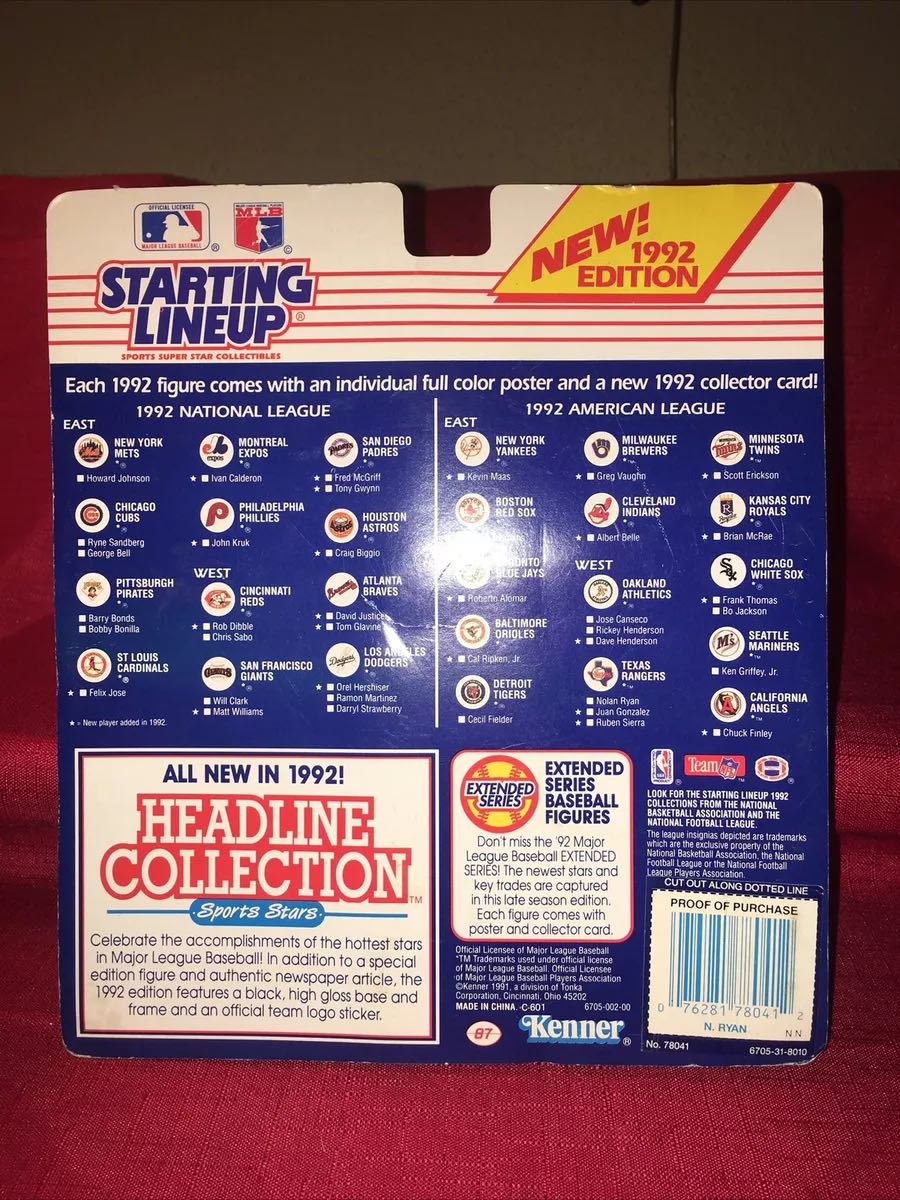 OFFICIAL LICENSEE
MAJOR LEAGUE BASEBALL
®
MLB
©
STARTING
LINEUP®
SPORTS SUPER STAR COLLECTIBLES
NEW!
1992
EDITION
Each 1992 figure comes with an individual full color poster and a new 1992 collector card!
1992 NATIONAL LEAGUE
EAST
NEW YORK
METS
■ Howard Johnson
CHICAGO
CUBS
■ Ryne Sandberg
■ George Bell
PITTSBURGH
PIRATES
■ Barry Bonds
■ Bobby Bonilla
ST LOUIS
CARDINALS
★ ■ Felix Jose
★ = New player added in 1992.
MONTREAL
EXPOS
★ ■ Ivan Calderon
PHILADELPHIA
PHILLIES
★ ■ John Kruk
WEST
CINCINNATI
REDS
★ ■ Rob Dibble
■ Chris Sabo
SAN FRANCISCO
GIANTS
■ Will Clark
★ ■ Matt Williams
SAN DIEGO
PADRES
★ ■ Fred McGriff
★ ■ Tony Gwynn
HOUSTON
ASTROS
★ ■ Craig Biggio
ATLANTA
BRAVES
★ ■ David Justice
★ ■ Tom Glavine
LOS ANGELES
DODGERS
★ ■ Orel Hershiser
■ Ramon Martinez
■ Darryl Strawberry
1992 AMERICAN LEAGUE
EAST
NEW YORK
YANKEES
★ ■ Kevin Maas
BOSTON
RED SOX
BLUE JAYS
★ ■ Roberto Alomar
BALTIMORE
ORIOLES
★ ■ Cal Ripken, Jr.
DETROIT
TIGERS
■ Cecil Fielder
MILWAUKEE
BREWERS
★ ■ Greg Vaughn
CLEVELAND
INDIANS
★ ■ Albert Belle
WEST
OAKLAND
ATHLETICS
■ Jose Canseco
■ Rickey Henderson
★ ■ Dave Henderson
TEXAS
RANGERS
■ Nolan Ryan
★ ■ Juan Gonzalez
★ ■ Ruben Sierra
MINNESOTA
TWINS
★ ■ Scott Erickson
KANSAS CITY
ROYALS
★ ■ Brian McRae
CHICAGO
WHITE SOX
★ ■ Frank Thomas
■ Bo Jackson
SEATTLE
MARINERS
■ Ken Griffey, Jr.
CALIFORNIA
ANGELS
★ ■ Chuck Finley
ALL NEW IN 1992!
HEADLINE
COLLECTION™
·Sports Stars·
Celebrate the accomplishments of the hottest stars
in Major League Baseball! In addition to a special
edition figure and authentic newspaper article, the
1992 edition features a black, high gloss base and
frame and an official team logo sticker.
EXTENDED
SERIES
EXTENDED
SERIES
BASEBALL
FIGURES
Don't miss the '92 Major
League Baseball EXTENDED
SERIES! The newest stars and
key trades are captured
in this late season edition.
Each figure comes with
poster and collector card.
Official Licensee of Major League Baseball
*TM Trademarks used under official license
of Major League Baseball. Official Licensee
of Major League Baseball Players Association
©Kenner 1991, a division of Tonka
Corporation, Cincinnati, Ohio 45202
MADE IN CHINA. ·C-601 6705-002-00
87
Kenner®
Team NFL™
LOOK FOR THE STARTING LINEUP 1992
COLLECTIONS FROM THE NATIONAL
BASKETBALL ASSOCIATION AND THE
NATIONAL FOOTBALL LEAGUE.
The league insignias depicted are trademarks
which are the exclusive property of the
National Basketball Association, the National
Football League or the National Football
League Players Association.
CUT OUT ALONG DOTTED LINE
PROOF OF PURCHASE
0 76281 78041 2
N. RYAN
N N
No. 78041
6705-31-8010